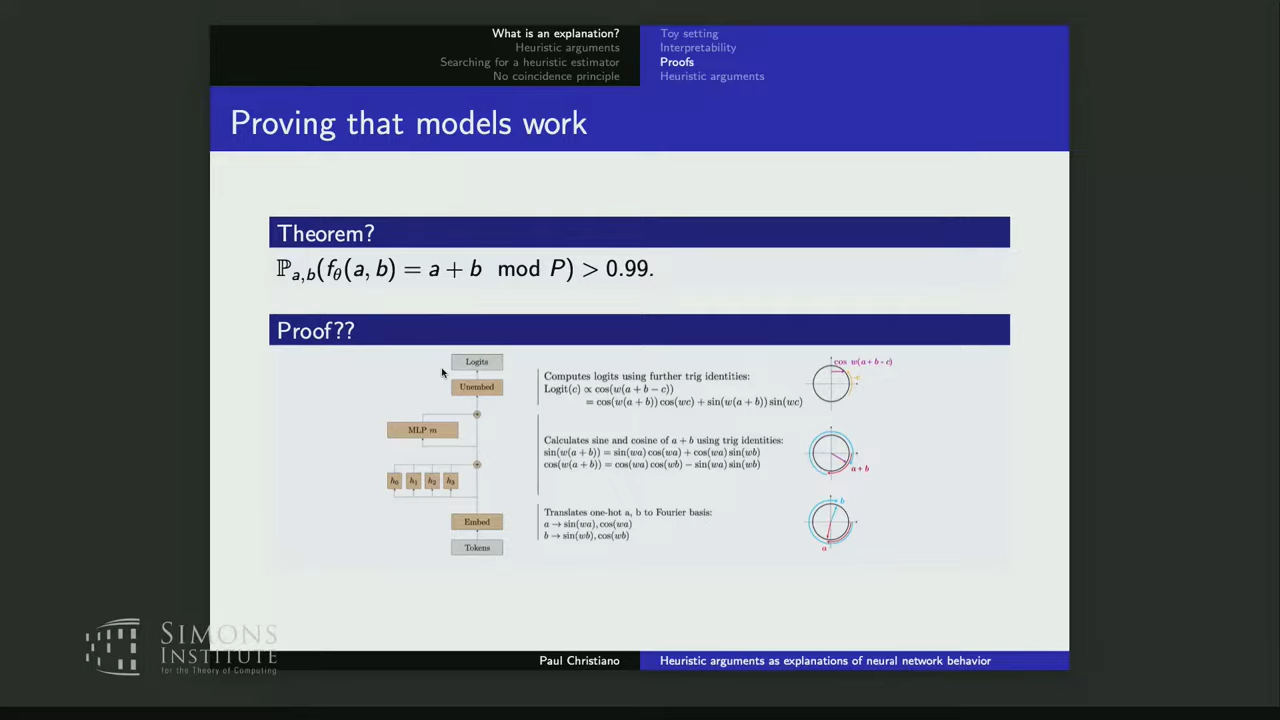 What is an explanation?
Heuristic arguments
Searching for a heuristic estimator
No coincidence principle
Toy setting
Interpretability
Proofs
Heuristic arguments
Proving that models work
Theorem?
ℙₐ,ᵦ(f_θ(a, b) = a + b mod P) > 0.99.
Proof??
Logits
Unembed
MLP m
h₀ h₁ h₂ h₃
Embed
Tokens
Computes logits using further trig identities:
Logit(c) ∝ cos(w(a + b − c))
= cos(w(a + b)) cos(wc) + sin(w(a + b)) sin(wc)
Calculates sine and cosine of a + b using trig identities:
sin(w(a + b)) = sin(wa) cos(wa) + cos(wa) sin(wb)
cos(w(a + b)) = cos(wa) cos(wb) − sin(wa) sin(wb)
Translates one-hot a, b to Fourier basis:
a → sin(wa), cos(wa)
b → sin(wb), cos(wb)
cos w(a + b - c)
a + b
b
a
SIMONS
INSTITUTE
for the Theory of Computing
Paul Christiano
Heuristic arguments as explanations of neural network behavior